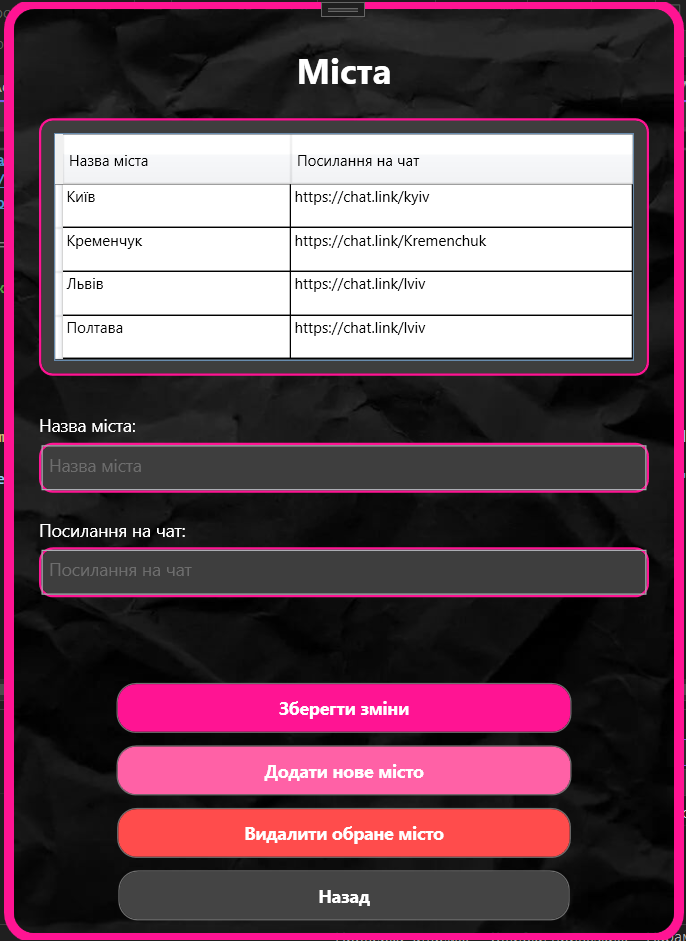 Міста
Назва міста Посилання на чат
Київ https://chat.link/kyiv
Кременчук https://chat.link/Kremenchuk
Львів https://chat.link/lviv
Полтава https://chat.link/lviv
Назва міста:
Назва міста
Посилання на чат:
Посилання на чат
Зберегти зміни
Додати нове місто
Видалити обране місто
Назад